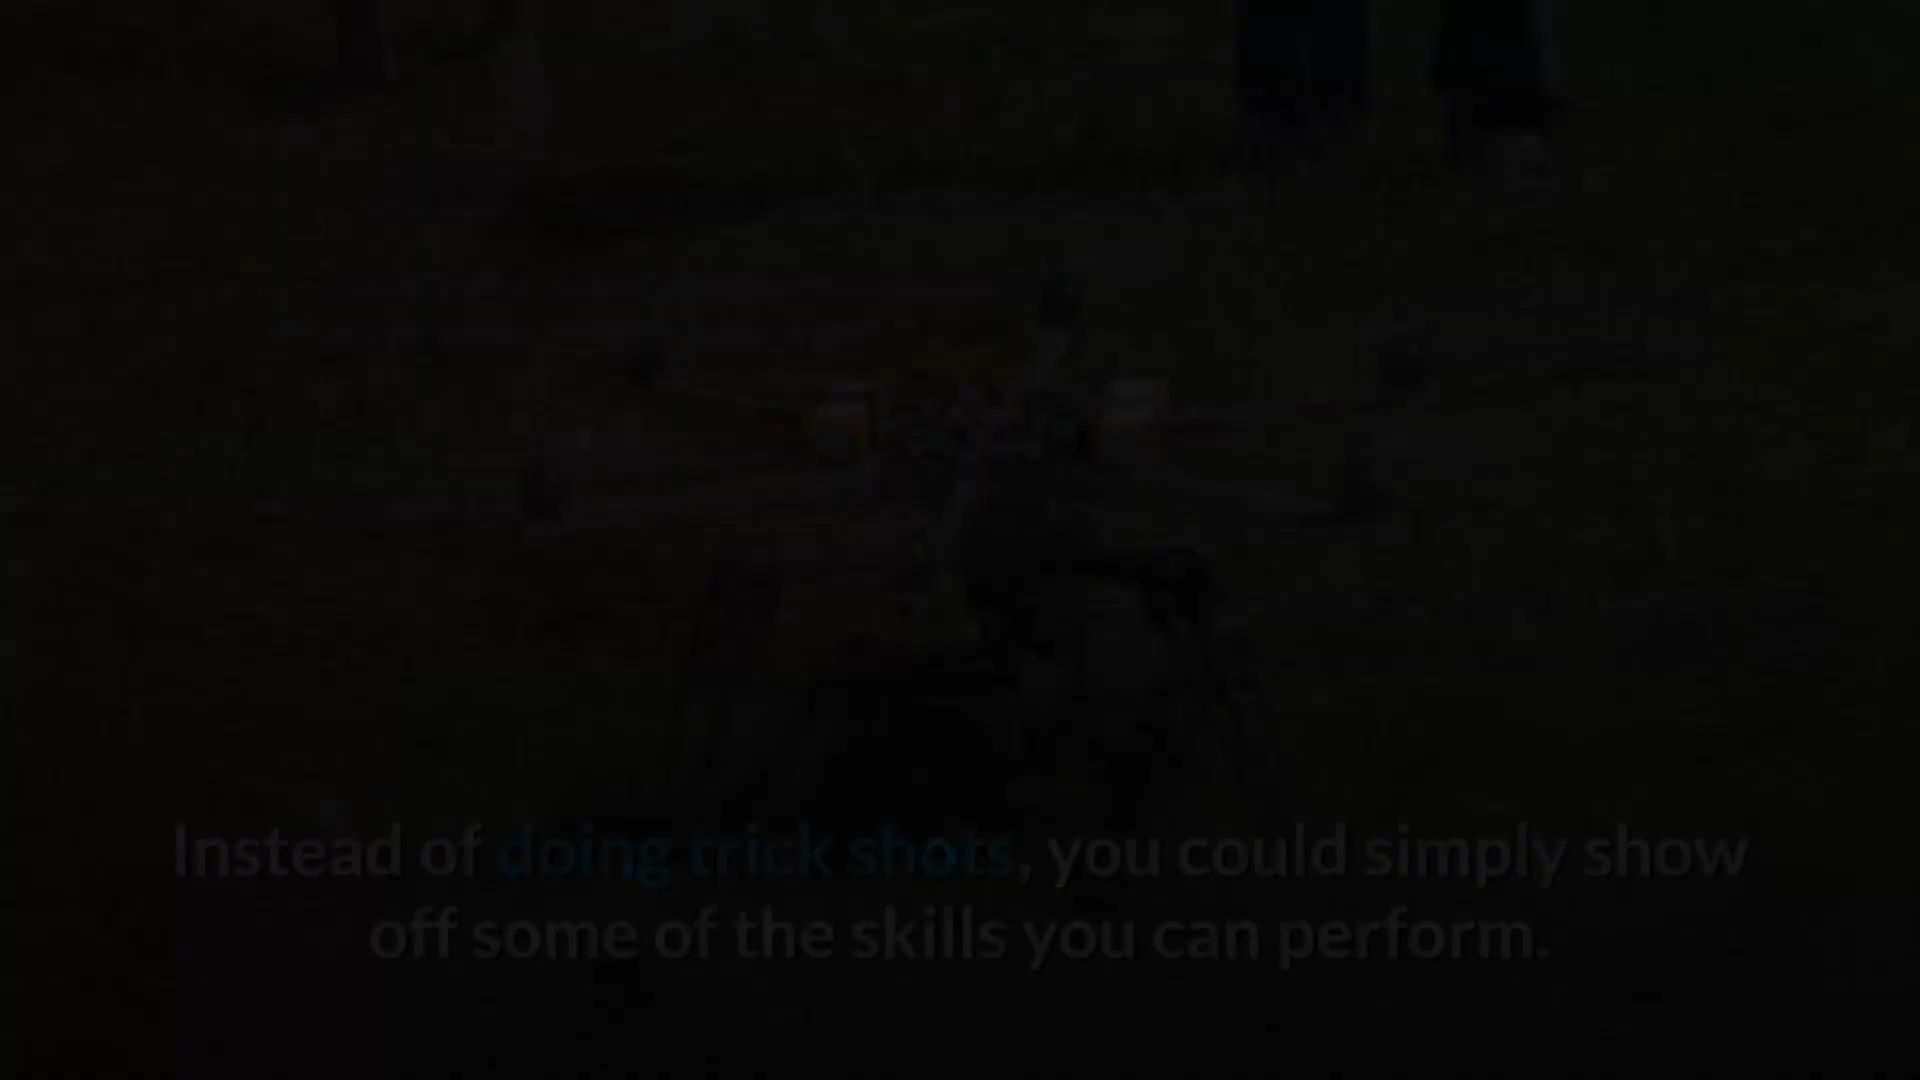 Instead of doing trick shots, you could simply show
off some of the skills you can perform.